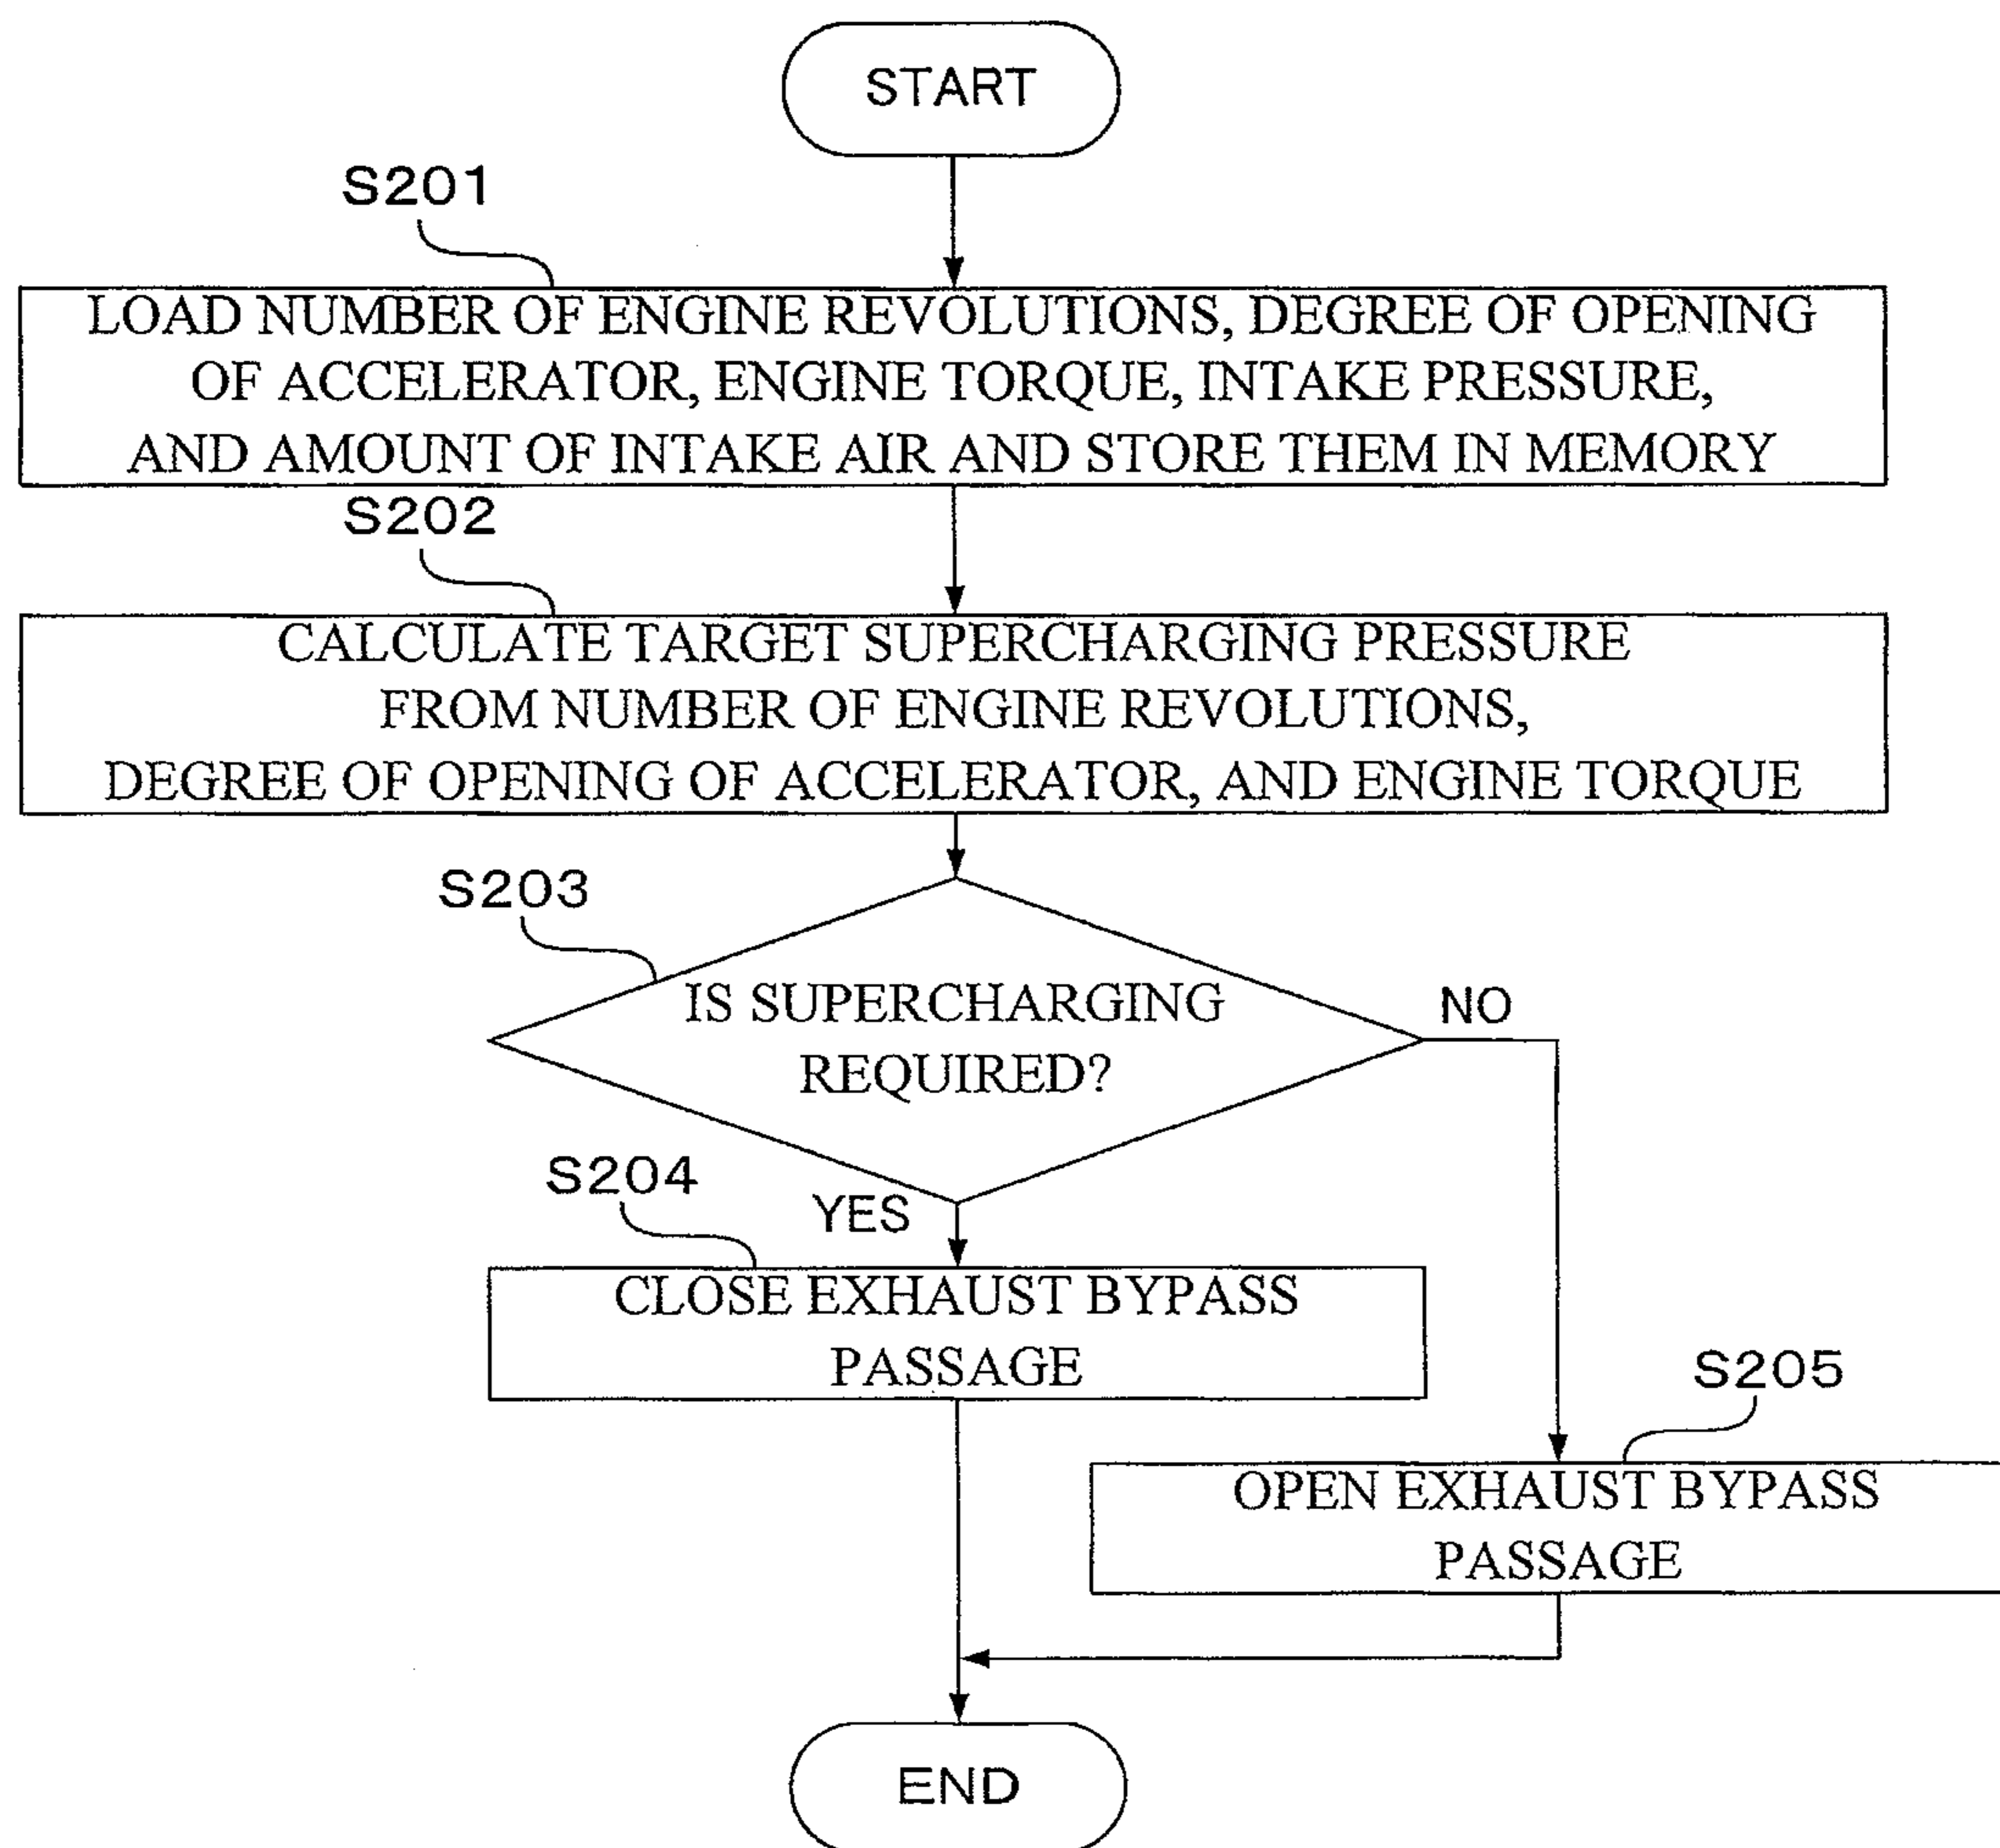 START
S201
LOAD NUMBER OF ENGINE REVOLUTIONS, DEGREE OF OPENING
OF ACCELERATOR, ENGINE TORQUE, INTAKE PRESSURE,
AND AMOUNT OF INTAKE AIR AND STORE THEM IN MEMORY
S202
CALCULATE TARGET SUPERCHARGING PRESSURE
FROM NUMBER OF ENGINE REVOLUTIONS,
DEGREE OF OPENING OF ACCELERATOR, AND ENGINE TORQUE
S203
IS SUPERCHARGING
REQUIRED?
NO
YES
S204
CLOSE EXHAUST BYPASS
PASSAGE
S205
OPEN EXHAUST BYPASS
PASSAGE
END